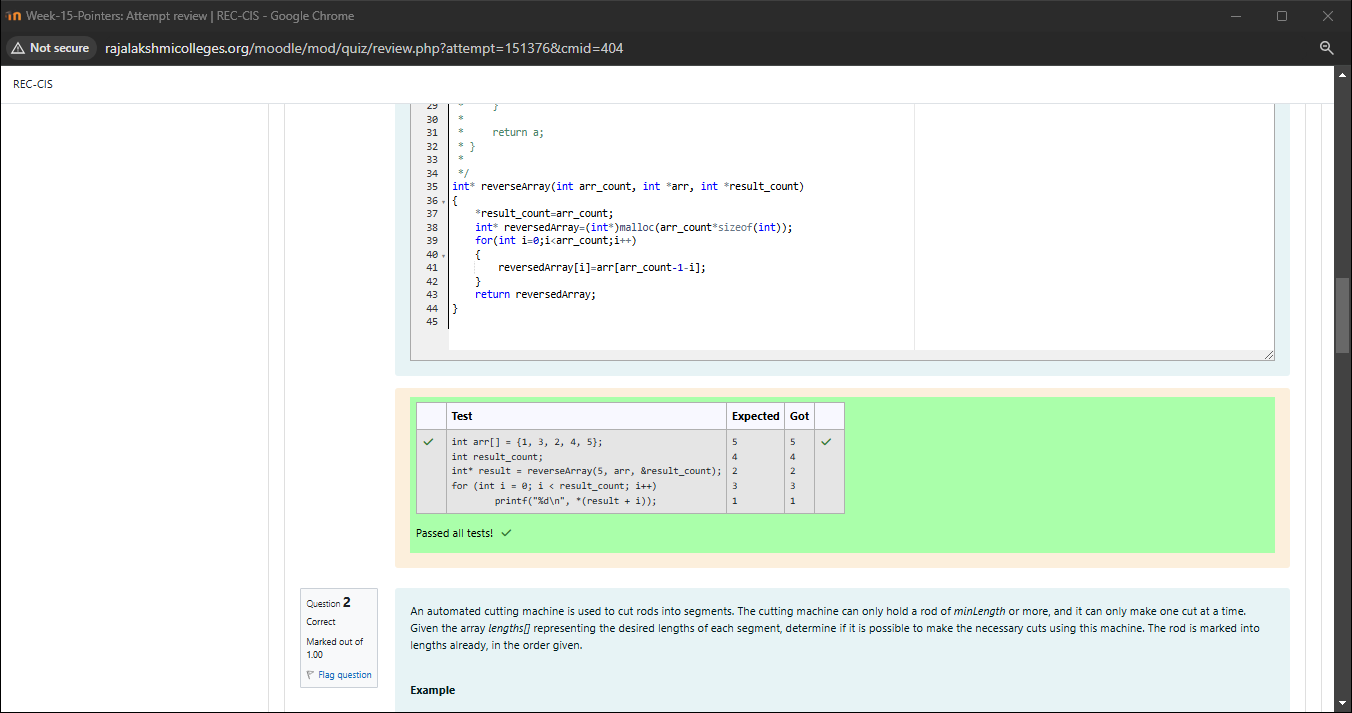 Week-15-Pointers: Attempt review | REC-CIS - Google Chrome
Not secure rajalakshmicolleges.org/moodle/mod/quiz/review.php?attempt=151376&cmid=404
REC-CIS
29 * }
30 *
31 * return a;
32 * }
33 *
34 */
35 int* reverseArray(int arr_count, int *arr, int *result_count)
36 {
37 *result_count=arr_count;
38 int* reversedArray=(int*)malloc(arr_count*sizeof(int));
39 for(int i=0;i<arr_count;i++)
40 {
41 reversedArray[i]=arr[arr_count-1-i];
42 }
43 return reversedArray;
44 }
45
Test Expected Got
int arr[] = {1, 3, 2, 4, 5}; 5 5
int result_count; 4 4
int* result = reverseArray(5, arr, &result_count); 2 2
for (int i = 0; i < result_count; i++) 3 3
printf("%d\n", *(result + i)); 1 1
Passed all tests!
Question 2
Correct
Marked out of
1.00
Flag question
An automated cutting machine is used to cut rods into segments. The cutting machine can only hold a rod of minLength or more, and it can only make one cut at a time.
Given the array lengths[] representing the desired lengths of each segment, determine if it is possible to make the necessary cuts using this machine. The rod is marked into
lengths already, in the order given.
Example